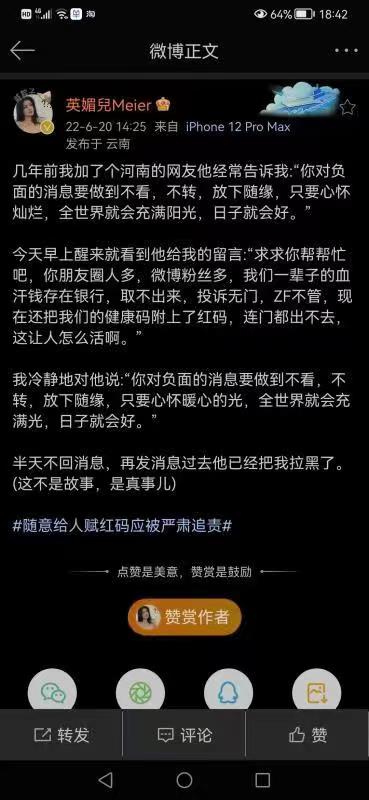 64% 18:42
微博正文
英媚兒Meier
22-6-20 14:25 来自 iPhone 12 Pro Max
发布于 云南
几年前我加了个河南的网友他经常告诉我:“你对负
面的消息要做到不看，不转，放下随缘，只要心怀
灿烂，全世界就会充满阳光，日子就会好。”
今天早上醒来就看到他给我的留言:“求求你帮帮忙
吧，你朋友圈人多，微博粉丝多，我们一辈子的血
汗钱存在银行，取不出来，投诉无门，ZF不管，现
在还把我们的健康码附上了红码，连门都出不去，
这让人怎么活啊。”
我冷静地对他说:“你对负面的消息要做到不看，不
转，放下随缘，只要心怀暖心的光，全世界就会充
满光，日子就会好。”
半天不回消息，再发消息过去他已经把我拉黑了。
(这不是故事，是真事儿)
#随意给人赋红码应被严肃追责#
点赞是美意，赞赏是鼓励
赞赏作者
转发
评论
赞